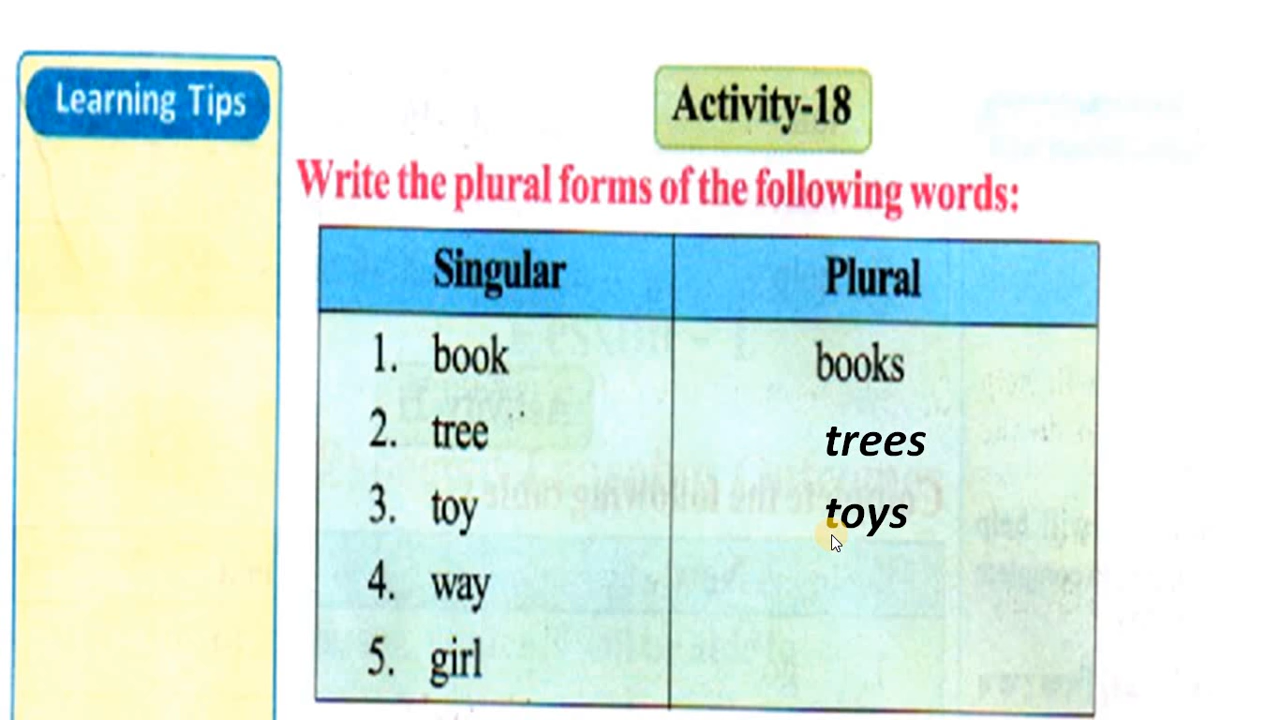 Learning Tips
Activity-18
Write the plural forms of the following words:
Singular Plural
1. book books
2. tree trees
3. toy toys
4. way
5. girl